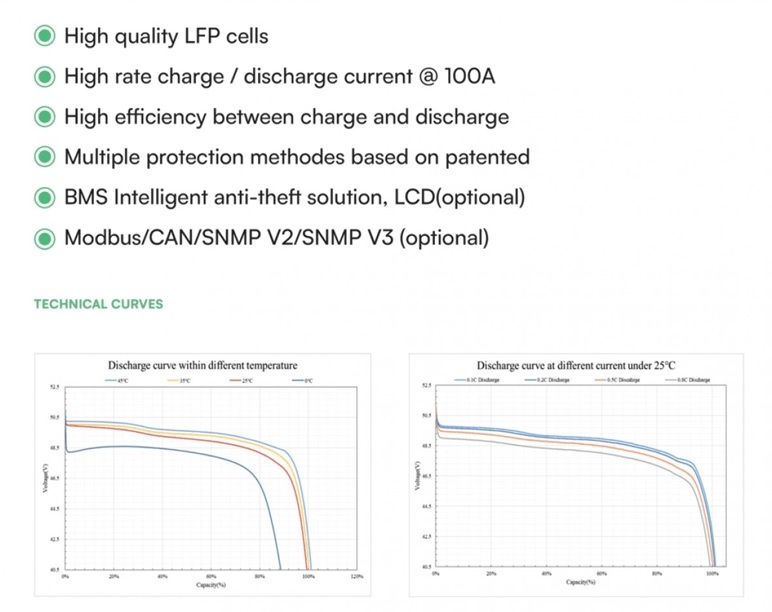 High quality LFP cells
High rate charge / discharge current @ 100A
High efficiency between charge and discharge
Multiple protection methodes based on patented
BMS Intelligent anti-theft solution, LCD(optional)
Modbus/CAN/SNMP V2/SNMP V3 (optional)
TECHNICAL CURVES
Discharge curve within different temperature
45℃ 35℃ 25℃ 0℃
52.5
50.5
48.5
46.5
44.5
42.5
40.5
Voltage(V)
0% 20% 40% 60% 80% 100% 120%
Capacity(%)
Discharge curve at different current under 25℃
0.1C Discharge 0.2C Discharge 0.5C Discharge 0.8C Discharge
52.5
50.5
48.5
46.5
44.5
42.5
40.5
Voltage(V)
0% 20% 40% 60% 80% 100%
Capacity(%)